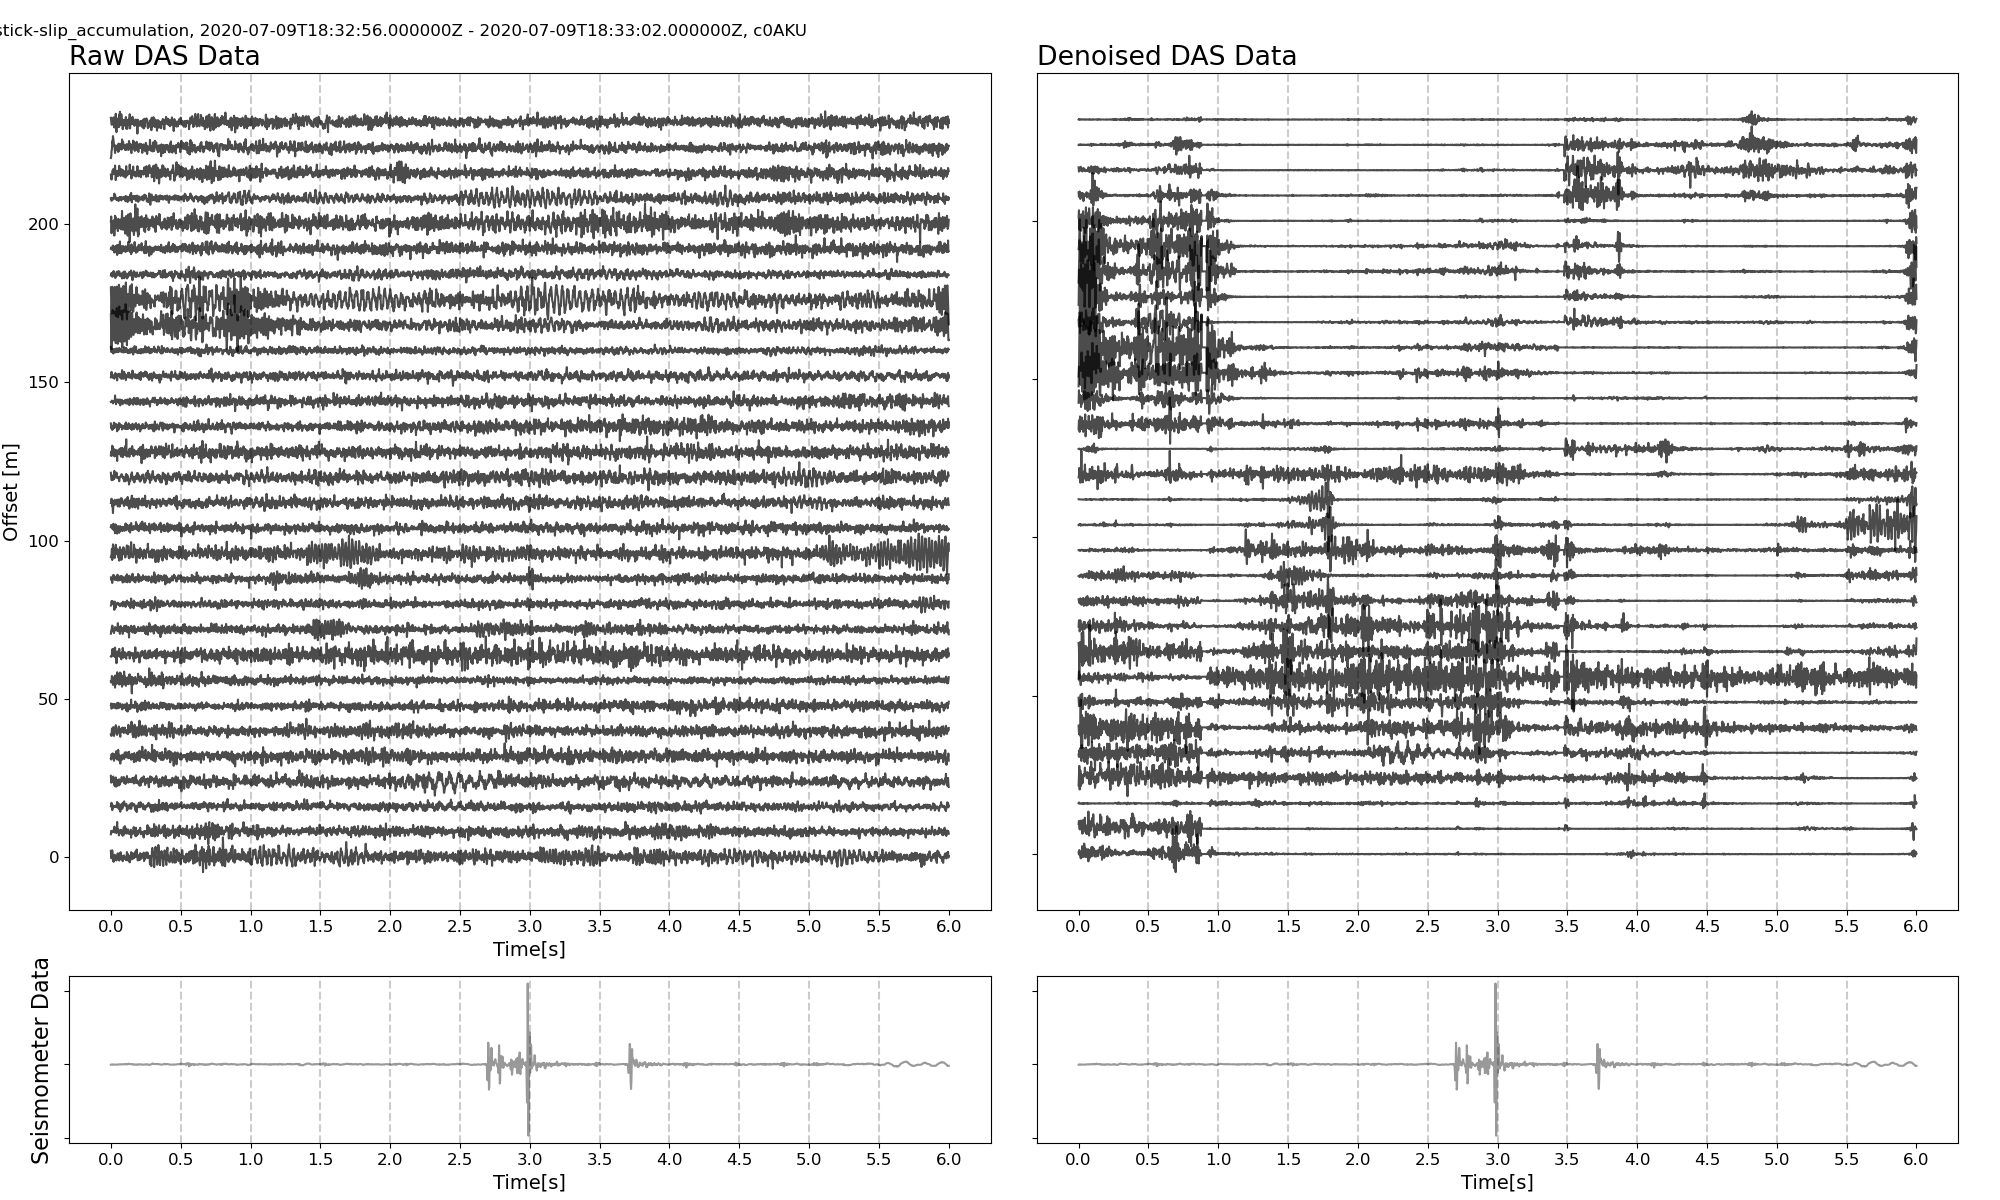 stick-slip_accumulation, 2020-07-09T18:32:56.000000Z - 2020-07-09T18:33:02.000000Z, c0AKU
Raw DAS Data
Offset [m]
200
150
100
50
0
0.0 0.5 1.0 1.5 2.0 2.5 3.0 3.5 4.0 4.5 5.0 5.5 6.0
Time[s]
Denoised DAS Data
0.0 0.5 1.0 1.5 2.0 2.5 3.0 3.5 4.0 4.5 5.0 5.5 6.0
Seismometer Data
0.0 0.5 1.0 1.5 2.0 2.5 3.0 3.5 4.0 4.5 5.0 5.5 6.0
Time[s]
0.0 0.5 1.0 1.5 2.0 2.5 3.0 3.5 4.0 4.5 5.0 5.5 6.0
Time[s]